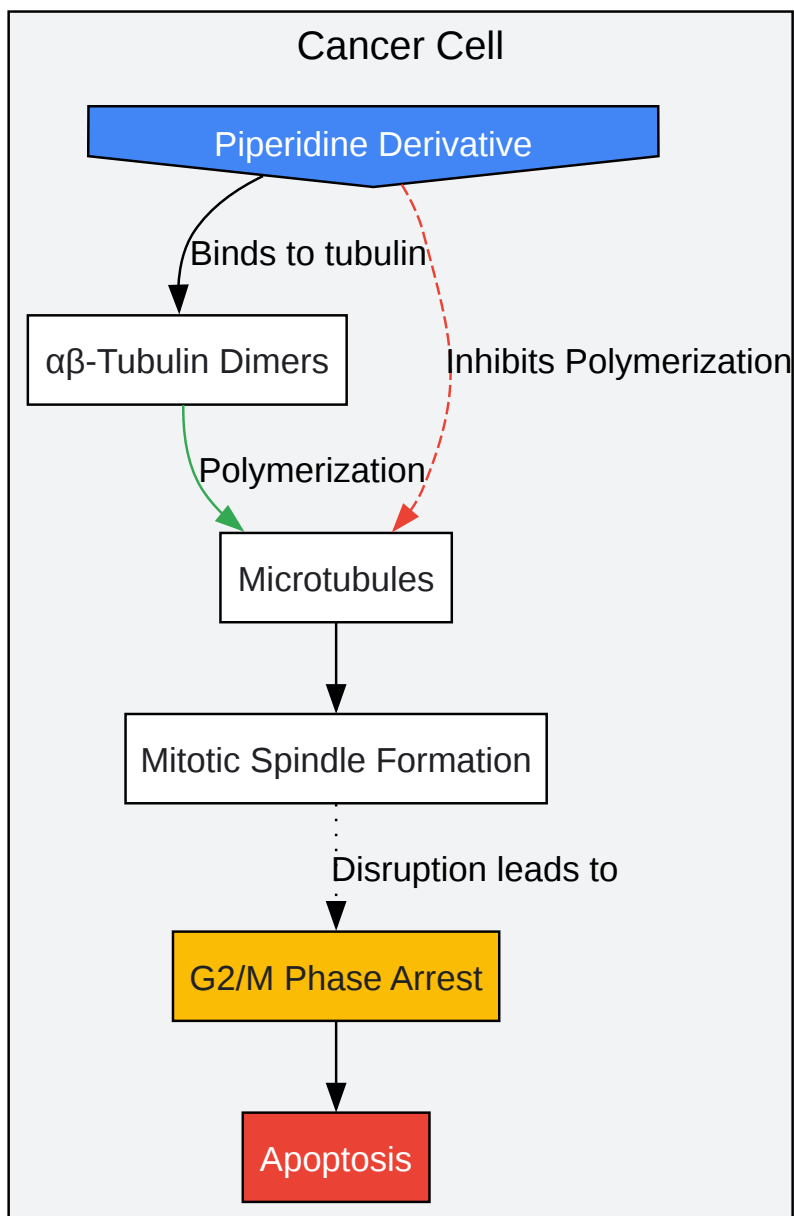 Cancer Cell
Piperidine Derivative
Binds to tubulin
αβ-Tubulin Dimers
Inhibits Polymerization
Polymerization
Microtubules
Mitotic Spindle Formation
Disruption leads to
G2/M Phase Arrest
Apoptosis